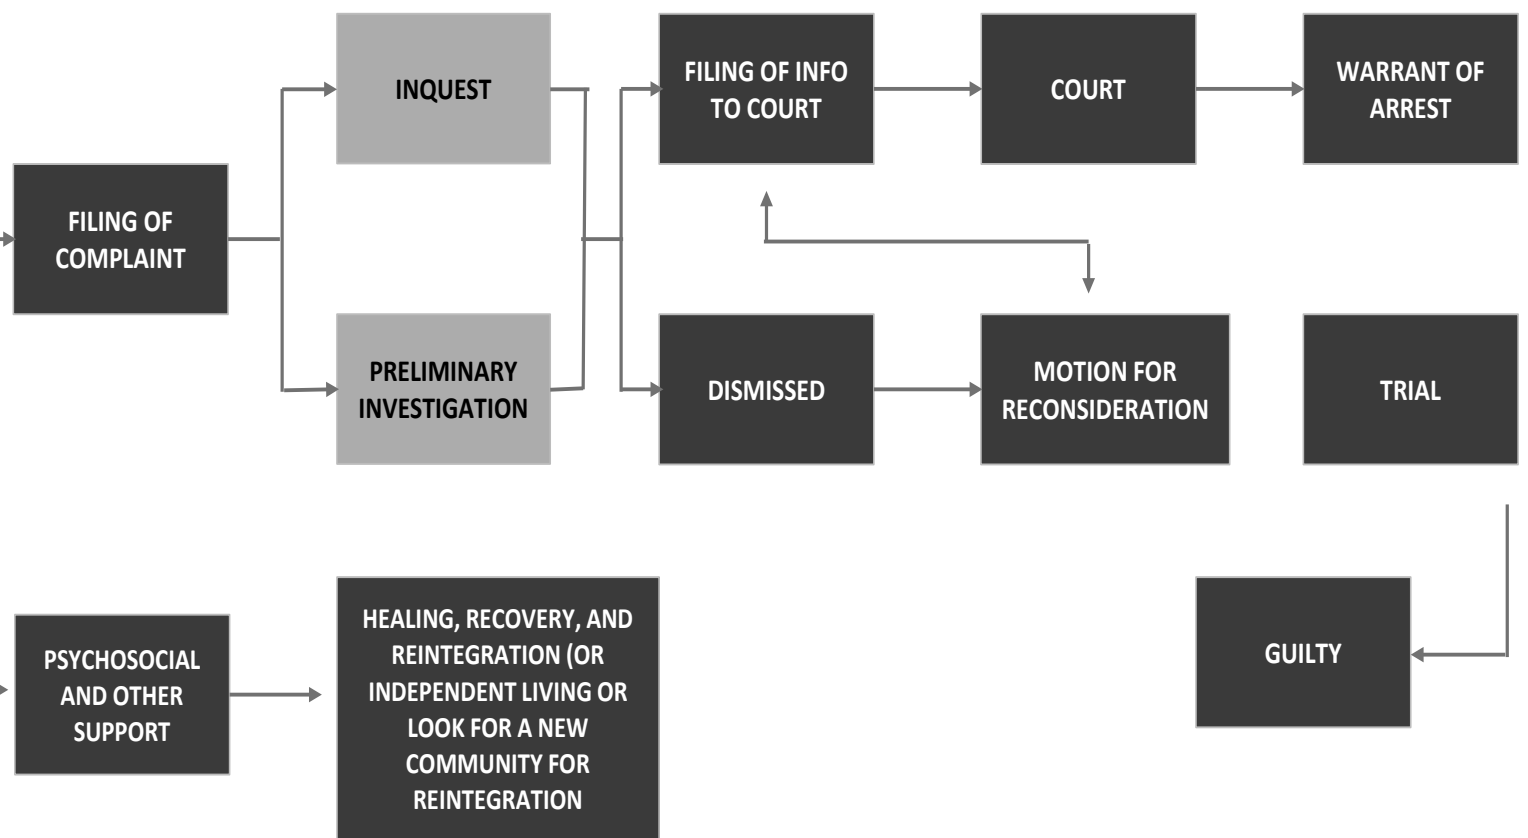 INQUEST
FILING OF INFO
TO COURT
COURT
WARRANT OF
ARREST
FILING OF
COMPLAINT
PRELIMINARY
INVESTIGATION
DISMISSED
MOTION FOR
RECONSIDERATION
TRIAL
PSYCHOSOCIAL
AND OTHER
SUPPORT
HEALING, RECOVERY, AND
REINTEGRATION (OR
INDEPENDENT LIVING OR
LOOK FOR A NEW
COMMUNITY FOR
REINTEGRATION
GUILTY